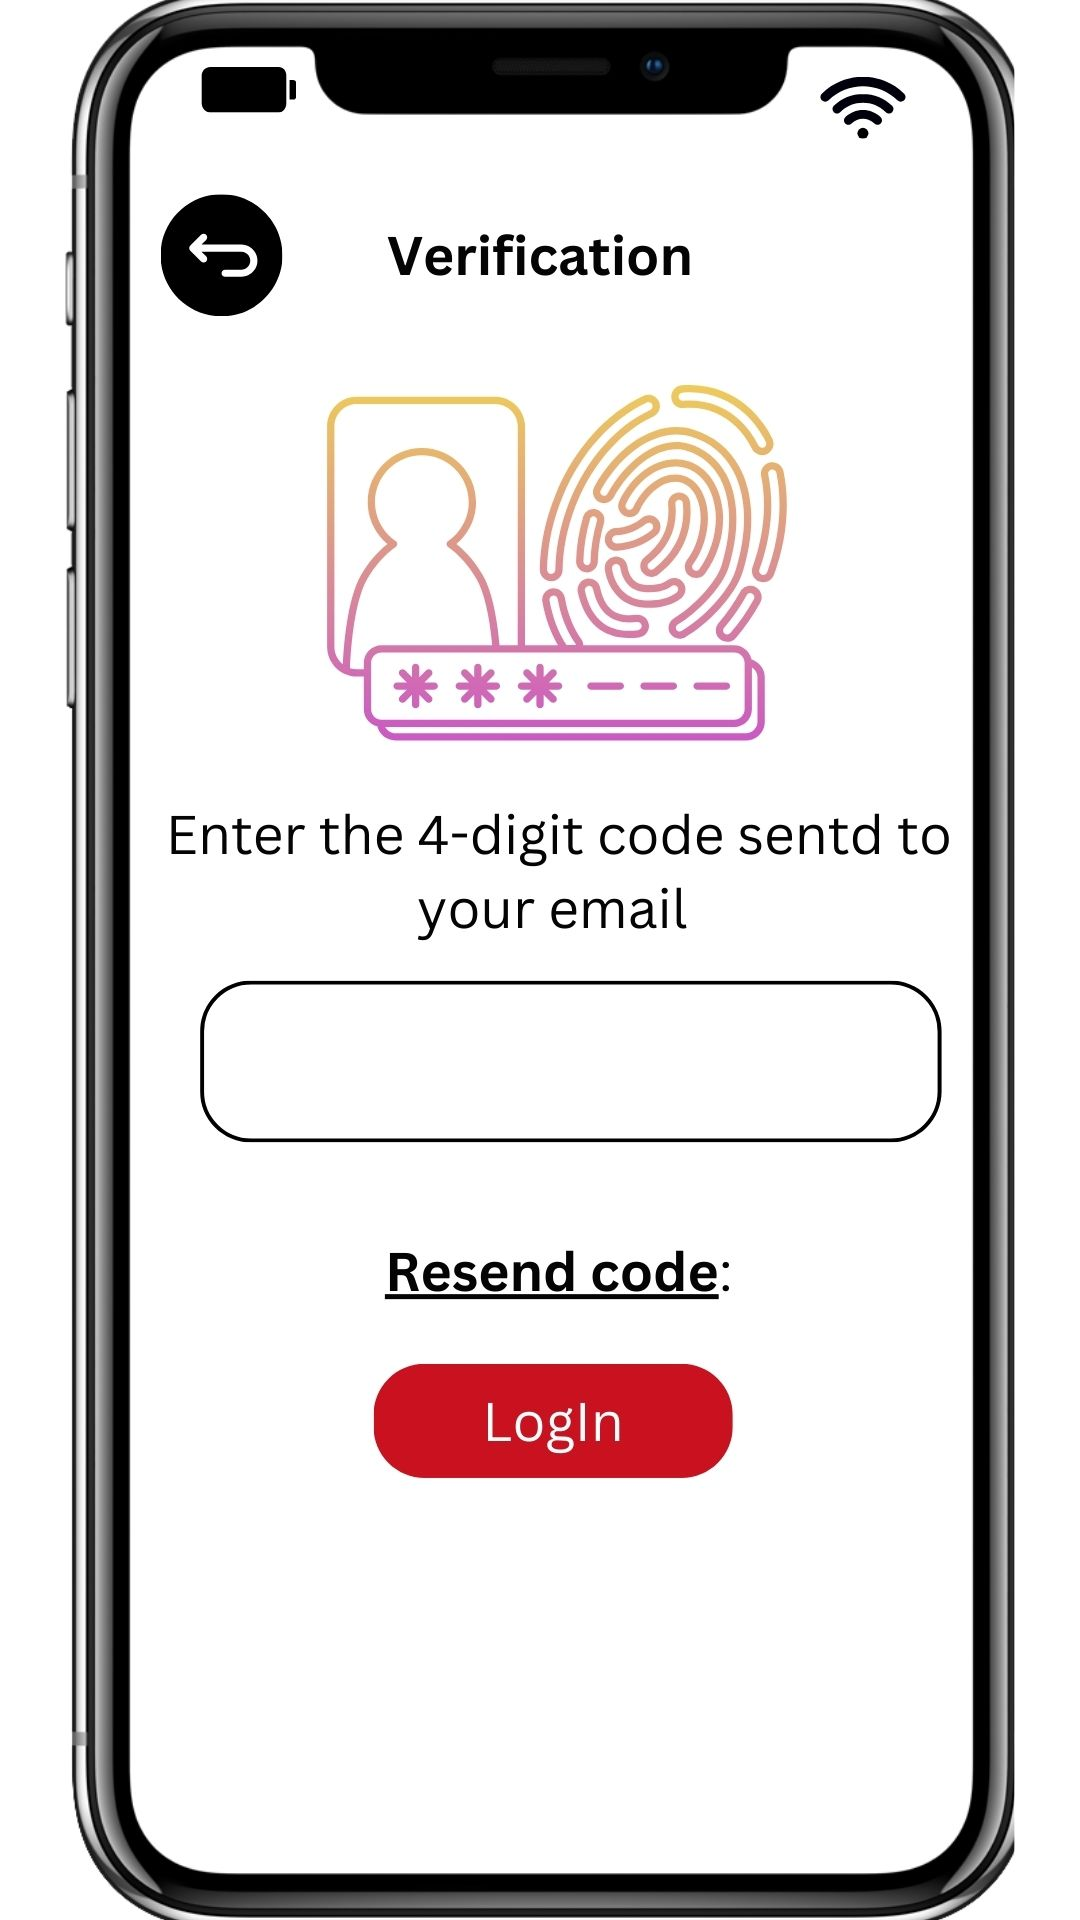 Verification
Enter the 4-digit code sentd to
your email
Resend code:
LogIn